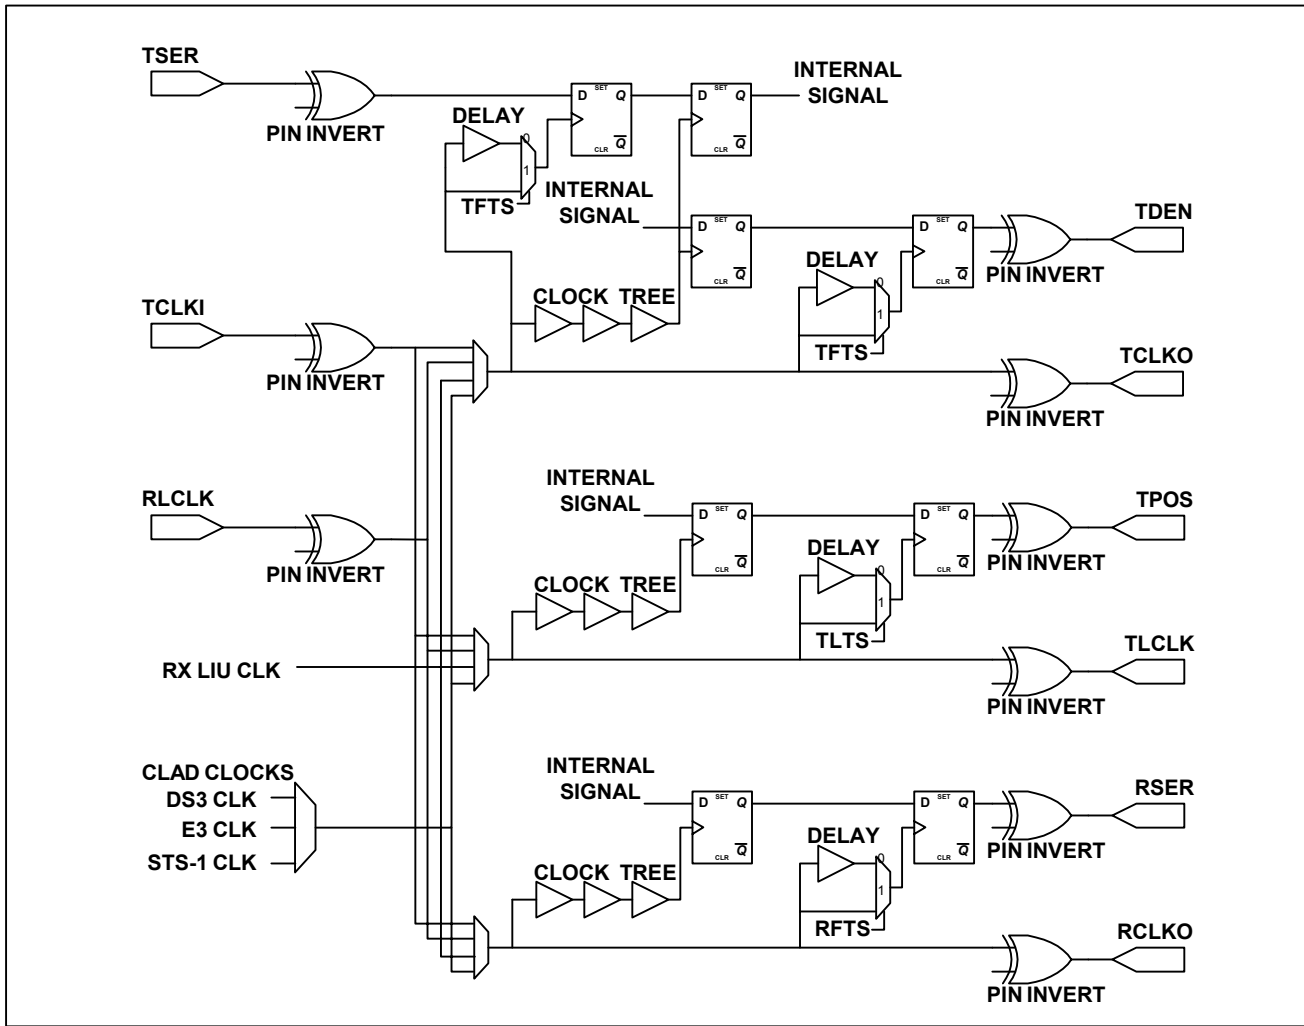 TSER
PIN INVERT
DELAY
0
1
TFTS
D SET Q
CLR Q
D SET Q
CLR Q
INTERNAL
SIGNAL
INTERNAL
SIGNAL
D SET Q
CLR Q
DELAY
0
1
TFTS
D SET Q
CLR Q
PIN INVERT
TDEN
TCLKI
PIN INVERT
CLOCK TREE
PIN INVERT
TCLKO
RLCLK
PIN INVERT
INTERNAL
SIGNAL
D SET Q
CLR Q
CLOCK TREE
DELAY
0
1
TLTS
D SET Q
CLR Q
PIN INVERT
TPOS
RX LIU CLK
PIN INVERT
TLCLK
CLAD CLOCKS
DS3 CLK
E3 CLK
STS-1 CLK
INTERNAL
SIGNAL
D SET Q
CLR Q
CLOCK TREE
DELAY
0
1
RFTS
D SET Q
CLR Q
PIN INVERT
RSER
PIN INVERT
RCLKO